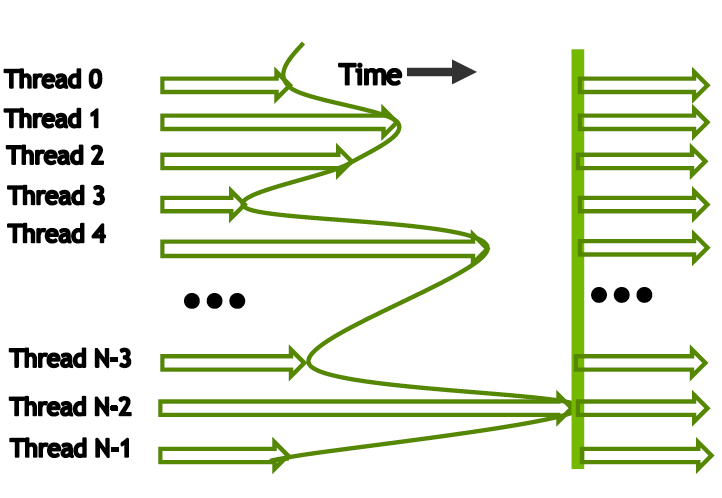 Time
Thread 0
Thread 1
Thread 2
Thread 3
Thread 4
Thread N-3
Thread N-2
Thread N-1